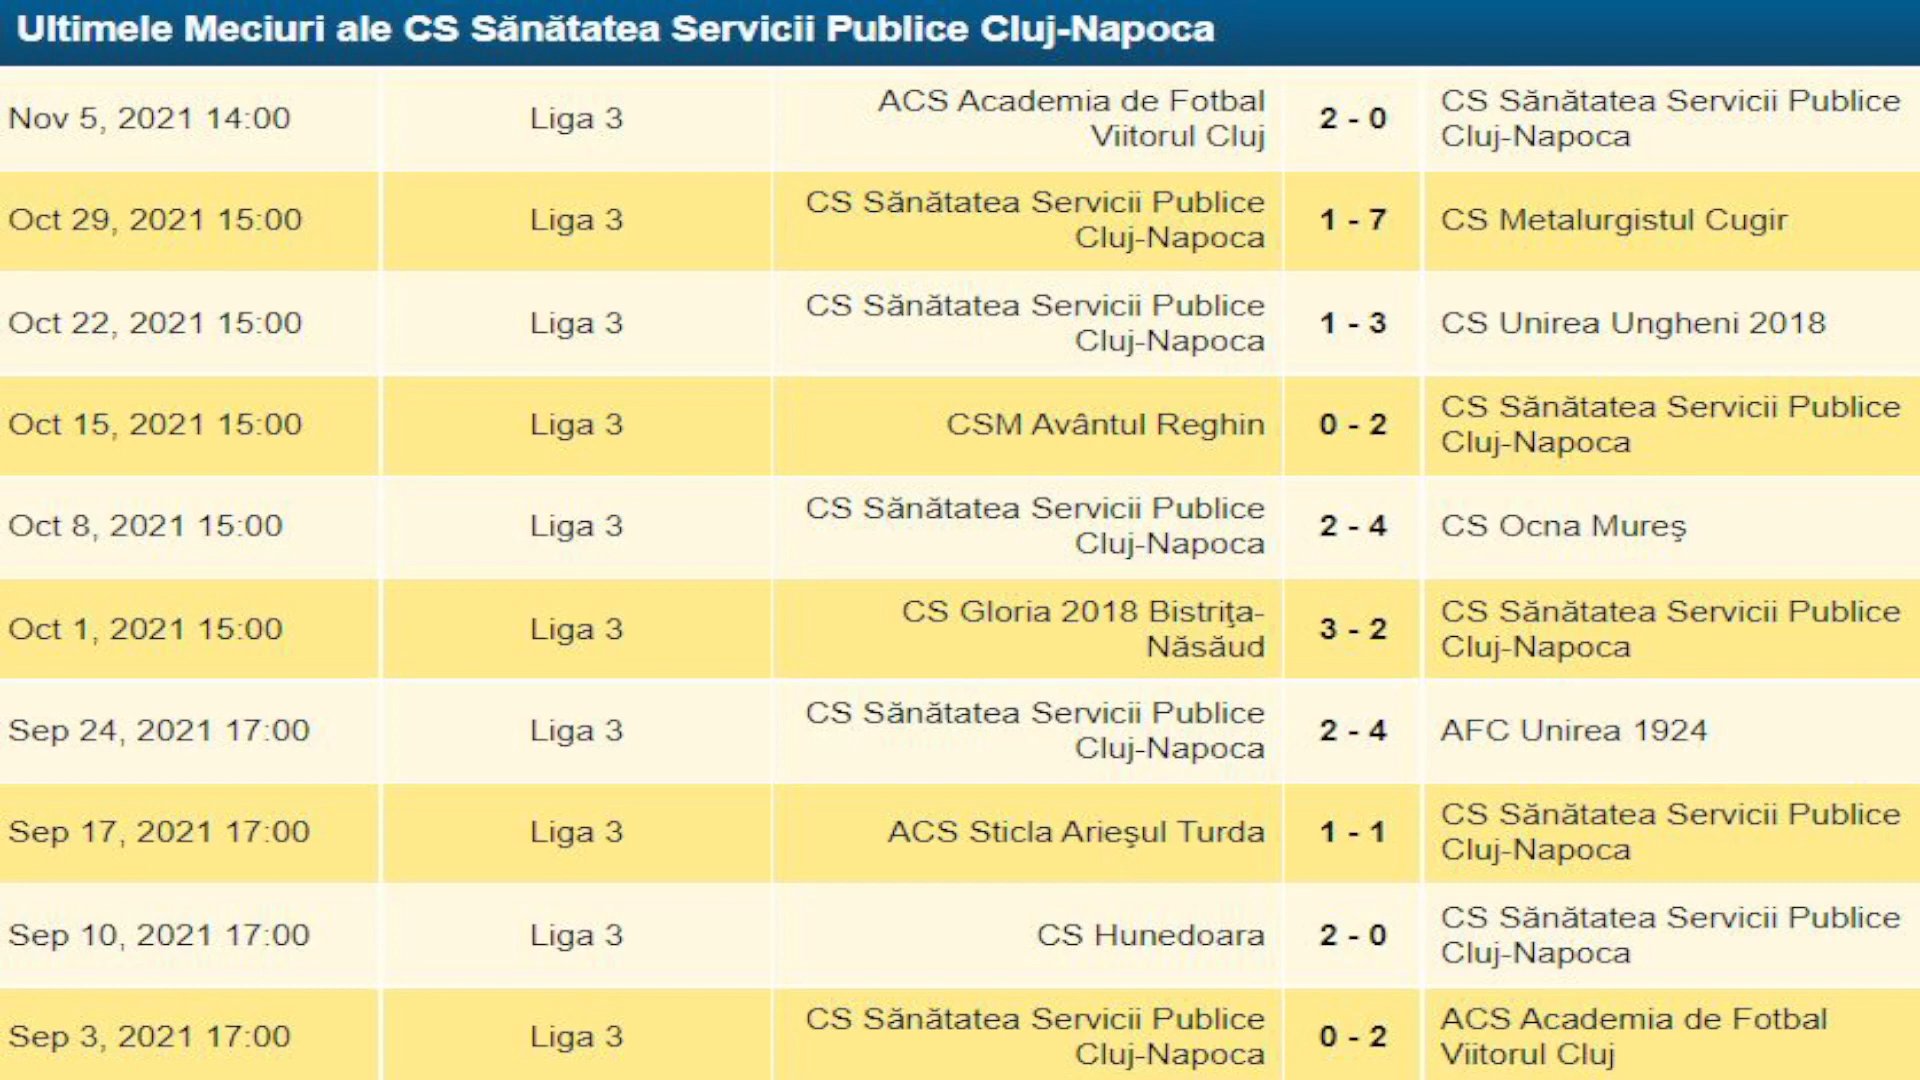 Ultimele Meciuri ale CS Sănătatea Servicii Publice Cluj-Napoca
Nov 5, 2021 14:00 Liga 3 ACS Academia de Fotbal Viitorul Cluj 2 - 0 CS Sănătatea Servicii Publice Cluj-Napoca
Oct 29, 2021 15:00 Liga 3 CS Sănătatea Servicii Publice Cluj-Napoca 1 - 7 CS Metalurgistul Cugir
Oct 22, 2021 15:00 Liga 3 CS Sănătatea Servicii Publice Cluj-Napoca 1 - 3 CS Unirea Ungheni 2018
Oct 15, 2021 15:00 Liga 3 CSM Avântul Reghin 0 - 2 CS Sănătatea Servicii Publice Cluj-Napoca
Oct 8, 2021 15:00 Liga 3 CS Sănătatea Servicii Publice Cluj-Napoca 2 - 4 CS Ocna Mureş
Oct 1, 2021 15:00 Liga 3 CS Gloria 2018 Bistriţa-Năsăud 3 - 2 CS Sănătatea Servicii Publice Cluj-Napoca
Sep 24, 2021 17:00 Liga 3 CS Sănătatea Servicii Publice Cluj-Napoca 2 - 4 AFC Unirea 1924
Sep 17, 2021 17:00 Liga 3 ACS Sticla Arieşul Turda 1 - 1 CS Sănătatea Servicii Publice Cluj-Napoca
Sep 10, 2021 17:00 Liga 3 CS Hunedoara 2 - 0 CS Sănătatea Servicii Publice Cluj-Napoca
Sep 3, 2021 17:00 Liga 3 CS Sănătatea Servicii Publice Cluj-Napoca 0 - 2 ACS Academia de Fotbal Viitorul Cluj